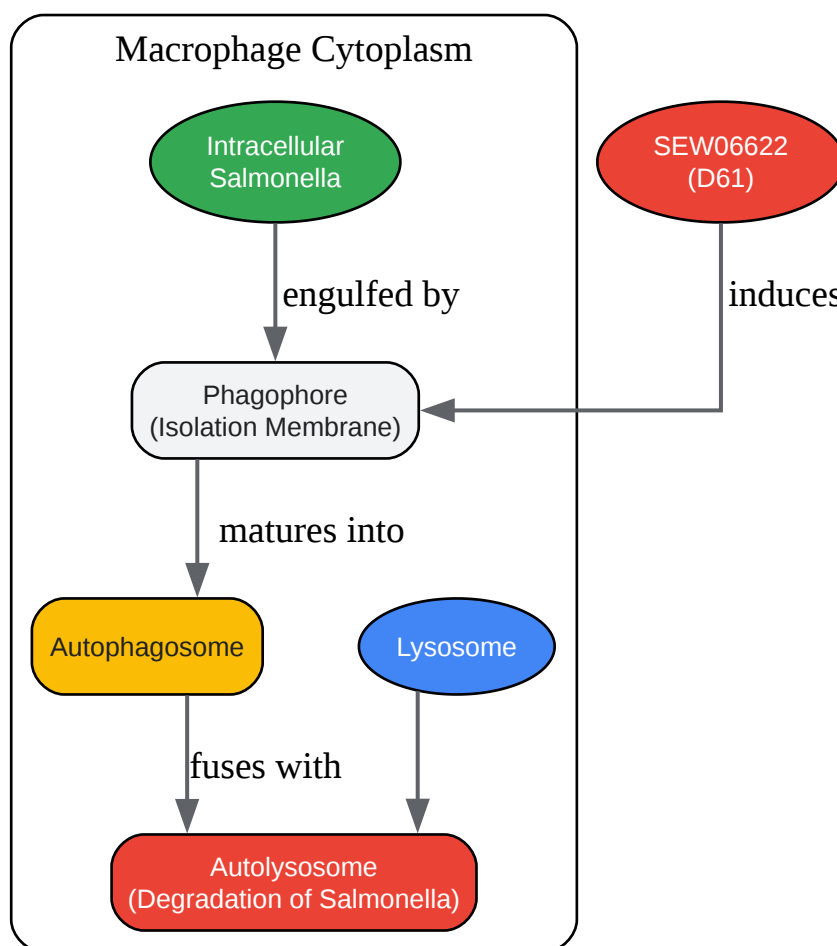 Macrophage Cytoplasm
Intracellular
Salmonella
SEW06622
(D61)
engulfed by
induces
Phagophore
(Isolation Membrane)
matures into
Autophagosome
Lysosome
fuses with
Autolysosome
(Degradation of Salmonella)